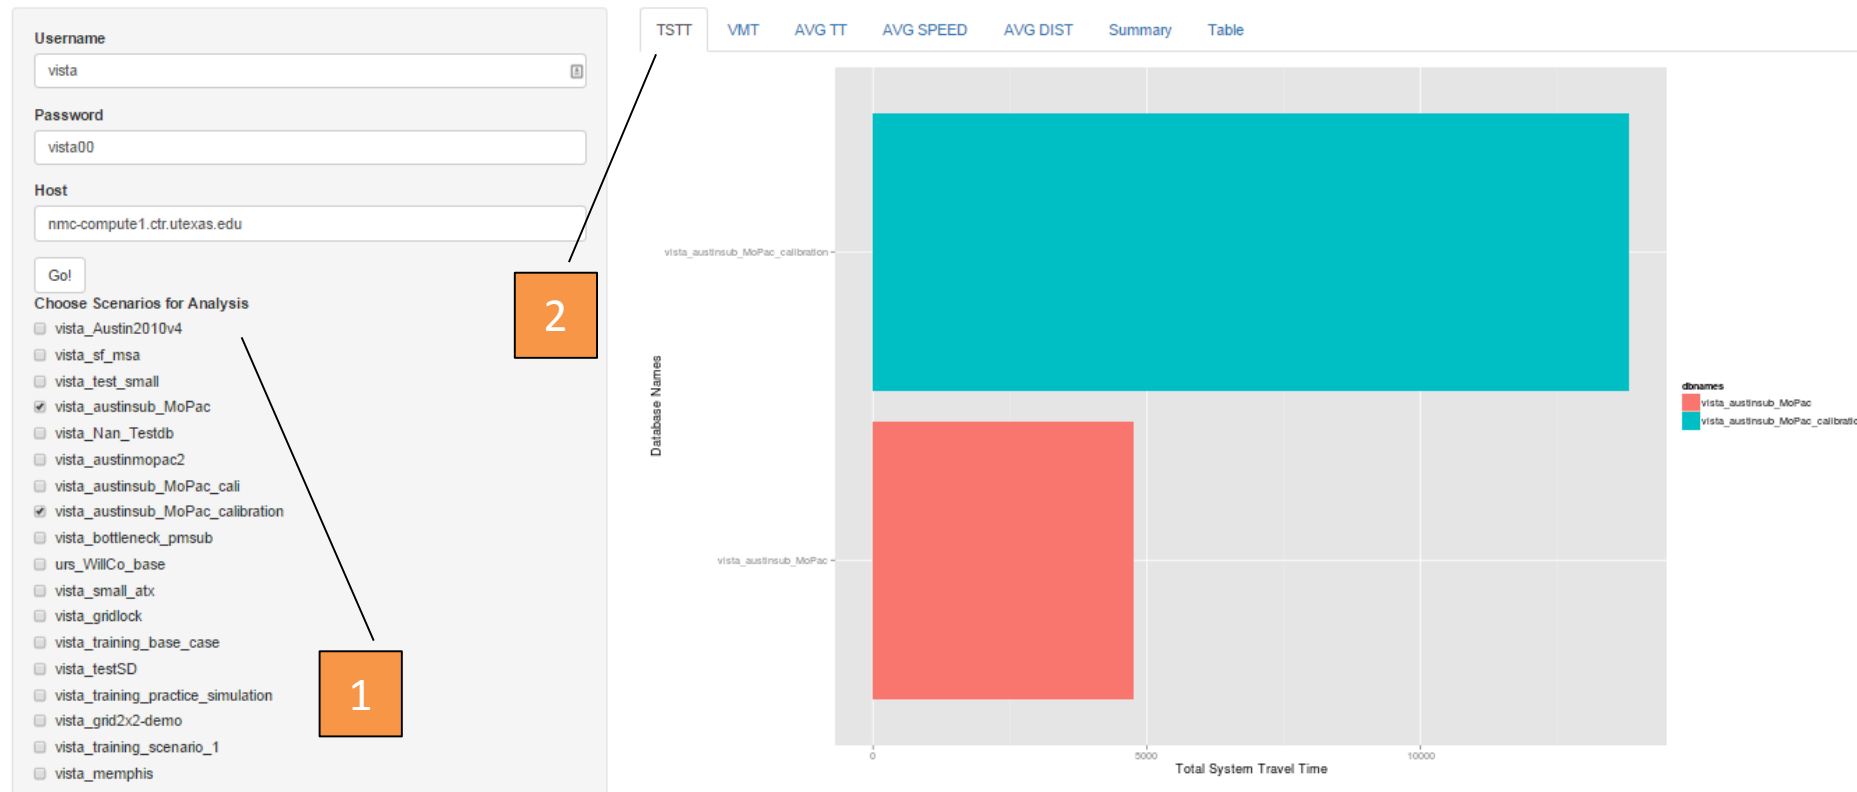 Username
vista
Password
vista00
Host
nmc-compute1.ctr.utexas.edu
Go!
Choose Scenarios for Analysis
vista_Austin2010v4
vista_sf_msa
vista_test_small
vista_austinsub_MoPac
vista_Nan_Testdb
vista_austinmopac2
vista_austinsub_MoPac_cali
vista_austinsub_MoPac_calibration
vista_bottleneck_pmsub
urs_WillCo_base
vista_small_atx
vista_gridlock
vista_training_base_case
vista_testSD
vista_training_practice_simulation
vista_grid2x2-demo
vista_training_scenario_1
vista_memphis
1
2
TSTT VMT AVG TT AVG SPEED AVG DIST Summary Table
Database Names
vista_austinsub_MoPac_calibration
vista_austinsub_MoPac
0 5000 10000
Total System Travel Time
dbnames
vista_austinsub_MoPac
vista_austinsub_MoPac_calibratio